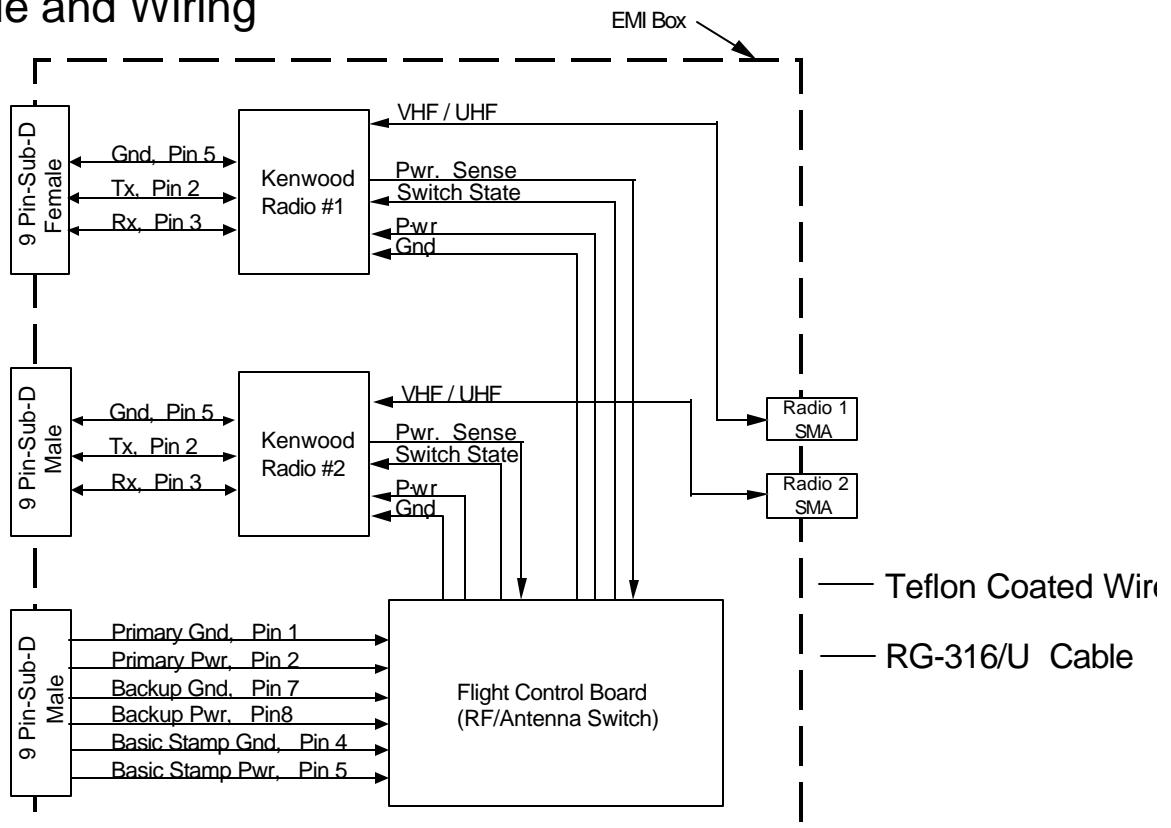 le and Wiring
EMI Box
9 Pin-Sub-D
Female
Gnd, Pin 5
Tx, Pin 2
Rx, Pin 3
Kenwood
Radio #1
VHF / UHF
Pwr. Sense
Switch State
Pwr
Gnd
9 Pin-Sub-D
Male
Gnd, Pin 5
Tx, Pin 2
Rx, Pin 3
Kenwood
Radio #2
VHF / UHF
Pwr. Sense
Switch State
Pwr
Gnd
Radio 1
SMA
Radio 2
SMA
Teflon Coated Wire
RG-316/U Cable
9 Pin-Sub-D
Male
Primary Gnd, Pin 1
Primary Pwr, Pin 2
Backup Gnd, Pin 7
Backup Pwr, Pin8
Basic Stamp Gnd, Pin 4
Basic Stamp Pwr, Pin 5
Flight Control Board
(RF/Antenna Switch)